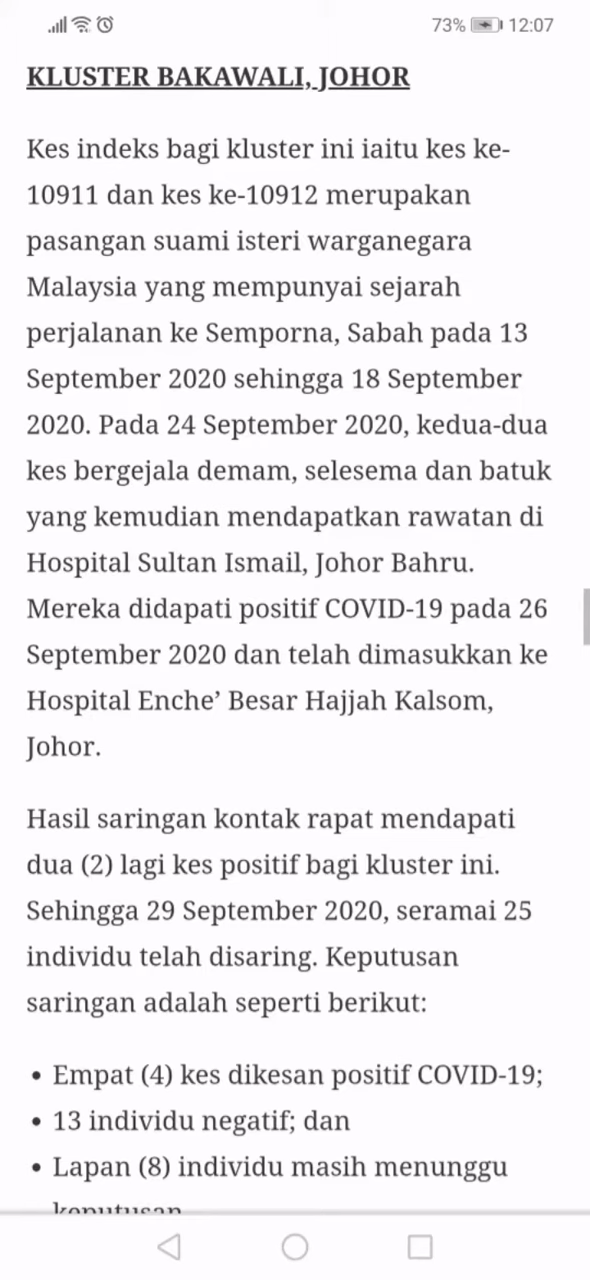 73% 12:07
KLUSTER BAKAWALI, JOHOR
Kes indeks bagi kluster ini iaitu kes ke-
10911 dan kes ke-10912 merupakan
pasangan suami isteri warganegara
Malaysia yang mempunyai sejarah
perjalanan ke Semporna, Sabah pada 13
September 2020 sehingga 18 September
2020. Pada 24 September 2020, kedua-dua
kes bergejala demam, selesema dan batuk
yang kemudian mendapatkan rawatan di
Hospital Sultan Ismail, Johor Bahru.
Mereka didapati positif COVID-19 pada 26
September 2020 dan telah dimasukkan ke
Hospital Enche’ Besar Hajjah Kalsom,
Johor.
Hasil saringan kontak rapat mendapati
dua (2) lagi kes positif bagi kluster ini.
Sehingga 29 September 2020, seramai 25
individu telah disaring. Keputusan
saringan adalah seperti berikut:
• Empat (4) kes dikesan positif COVID-19;
• 13 individu negatif; dan
• Lapan (8) individu masih menunggu
keputusan